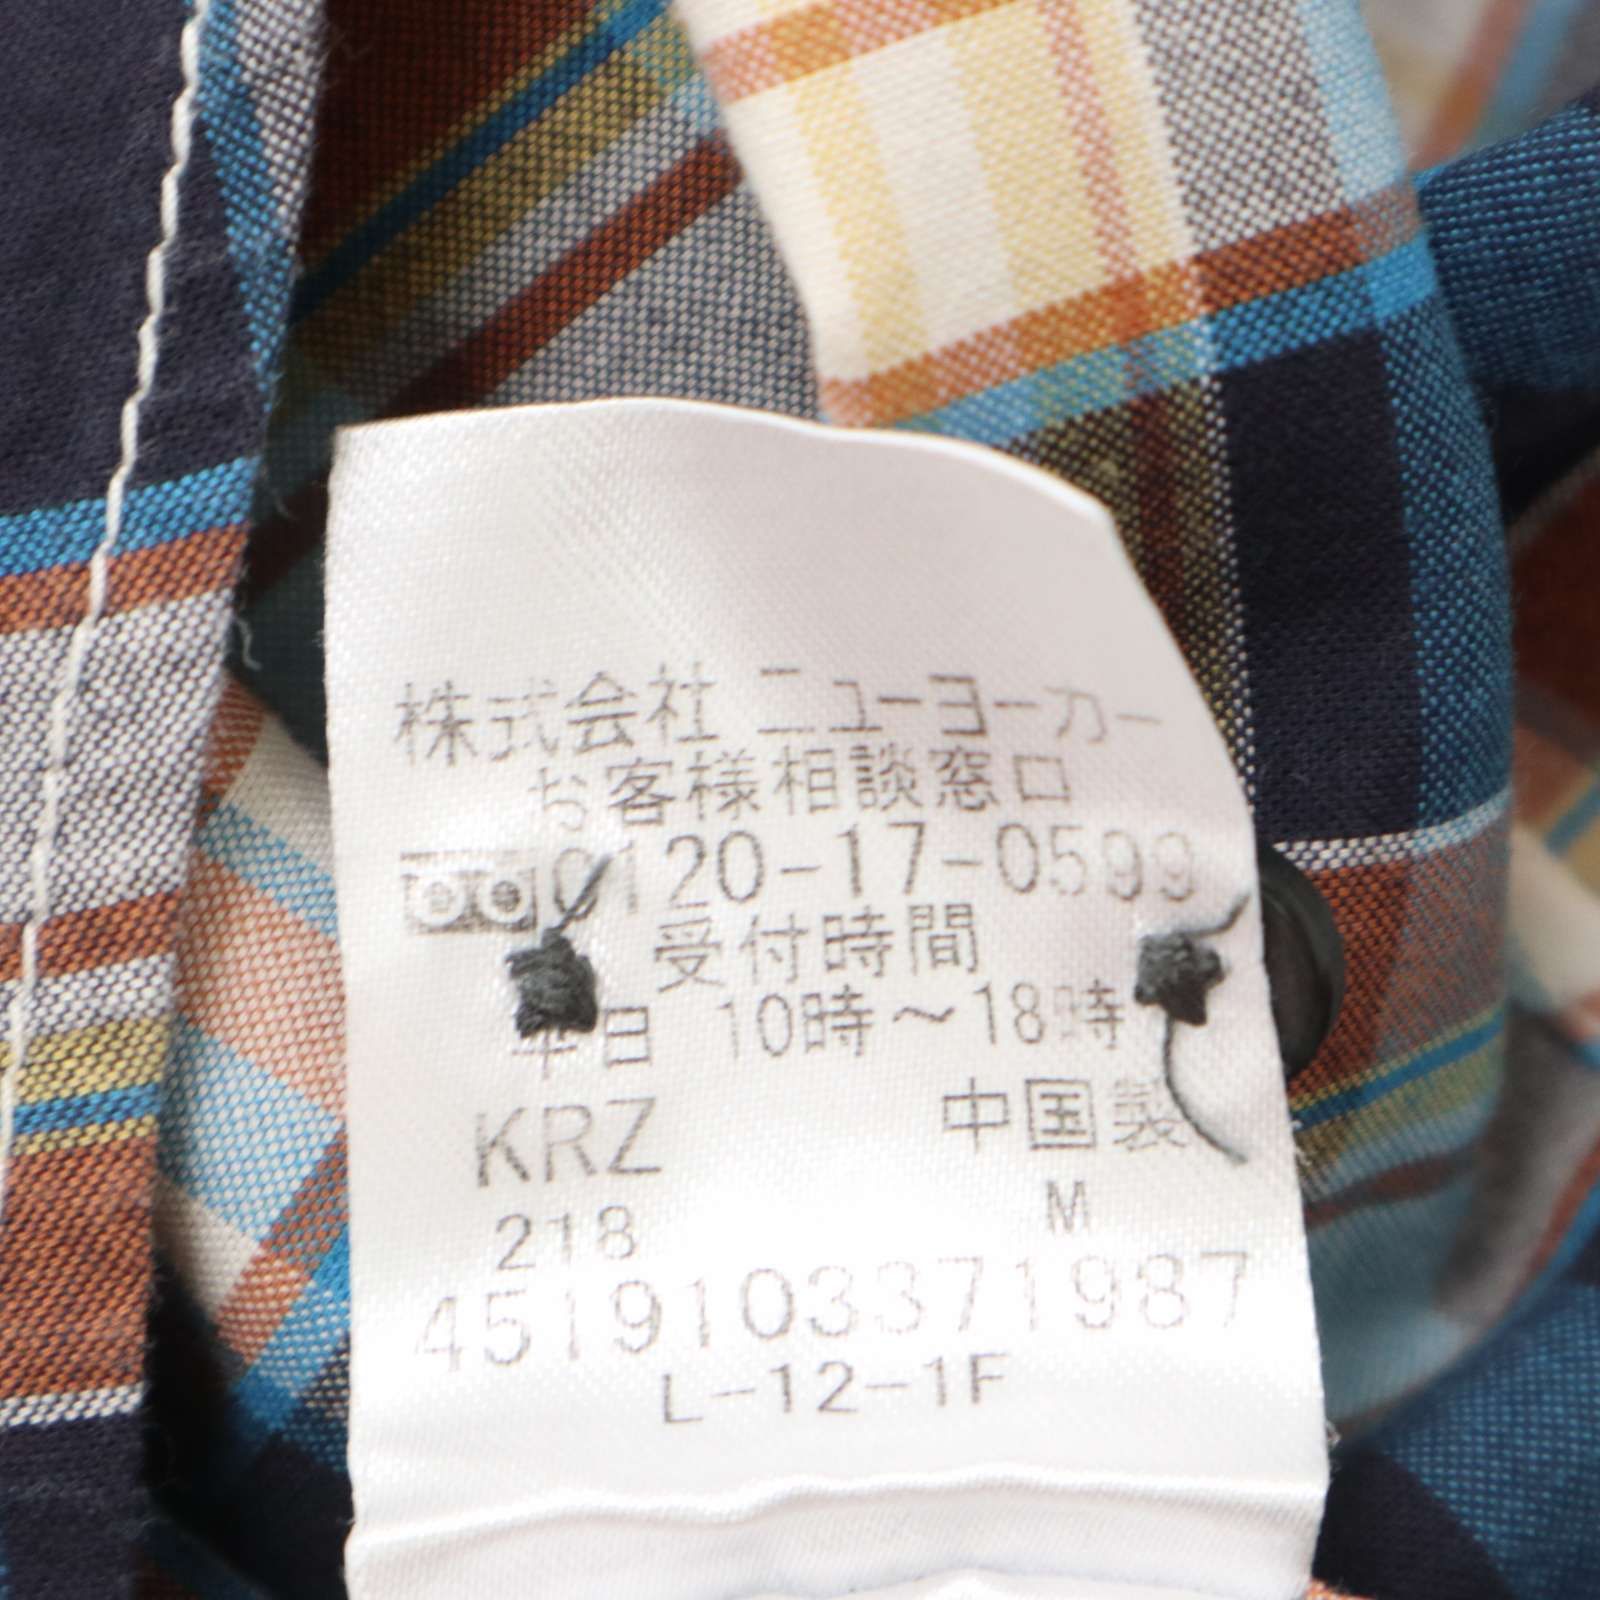 株式会社 ニューヨーカー
お客様相談窓口
0120-17-0599
受付時間
平日 10時～18時
KRZ 中国製
218 M
4519103371987
L-12-1F